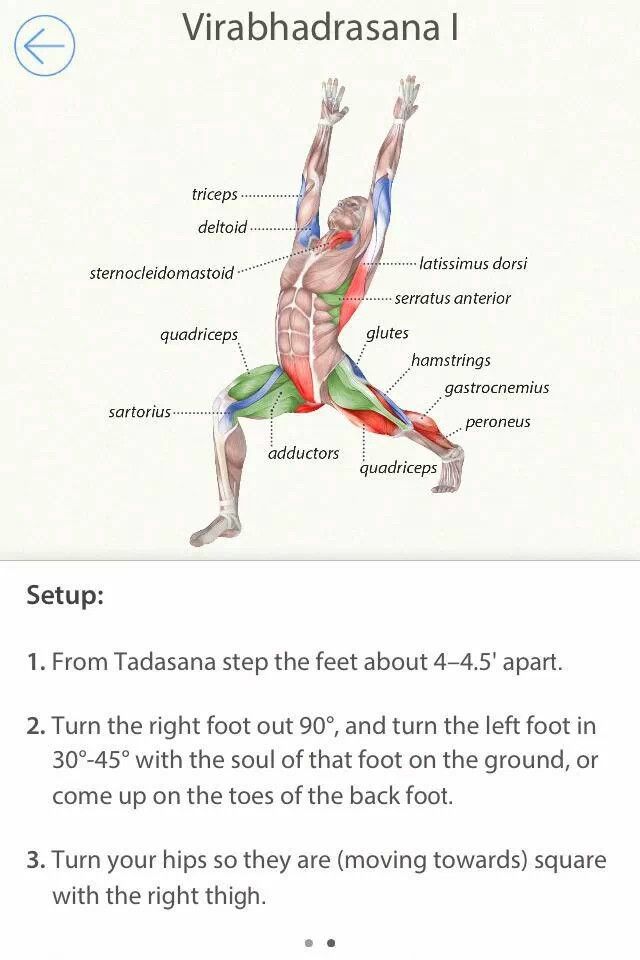 Virabhadrasana I
triceps
deltoid
sternocleidomastoid
latissimus dorsi
serratus anterior
quadriceps
glutes
hamstrings
gastrocnemius
sartorius
peroneus
adductors
quadriceps
Setup:
1. From Tadasana step the feet about 4–4.5' apart.
2. Turn the right foot out 90°, and turn the left foot in
30°-45° with the soul of that foot on the ground, or
come up on the toes of the back foot.
3. Turn your hips so they are (moving towards) square
with the right thigh.